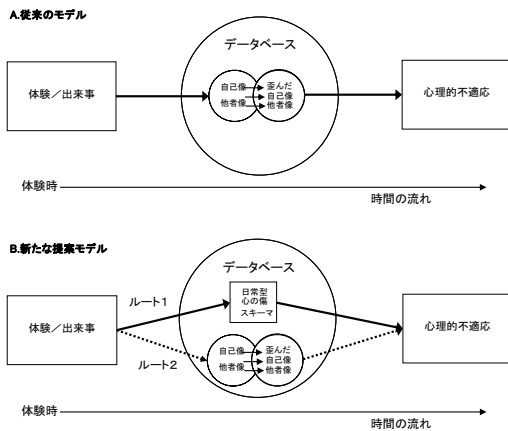 A.従来のモデル
データベース
体験／出来事
自己像
他者像
歪んだ
自己像
他者像
心理的不適応
体験時
時間の流れ
B.新たな提案モデル
データベース
ルート1
日常型
心の傷
スキーマ
体験／出来事
心理的不適応
ルート2
自己像
他者像
歪んだ
自己像
他者像
体験時
時間の流れ